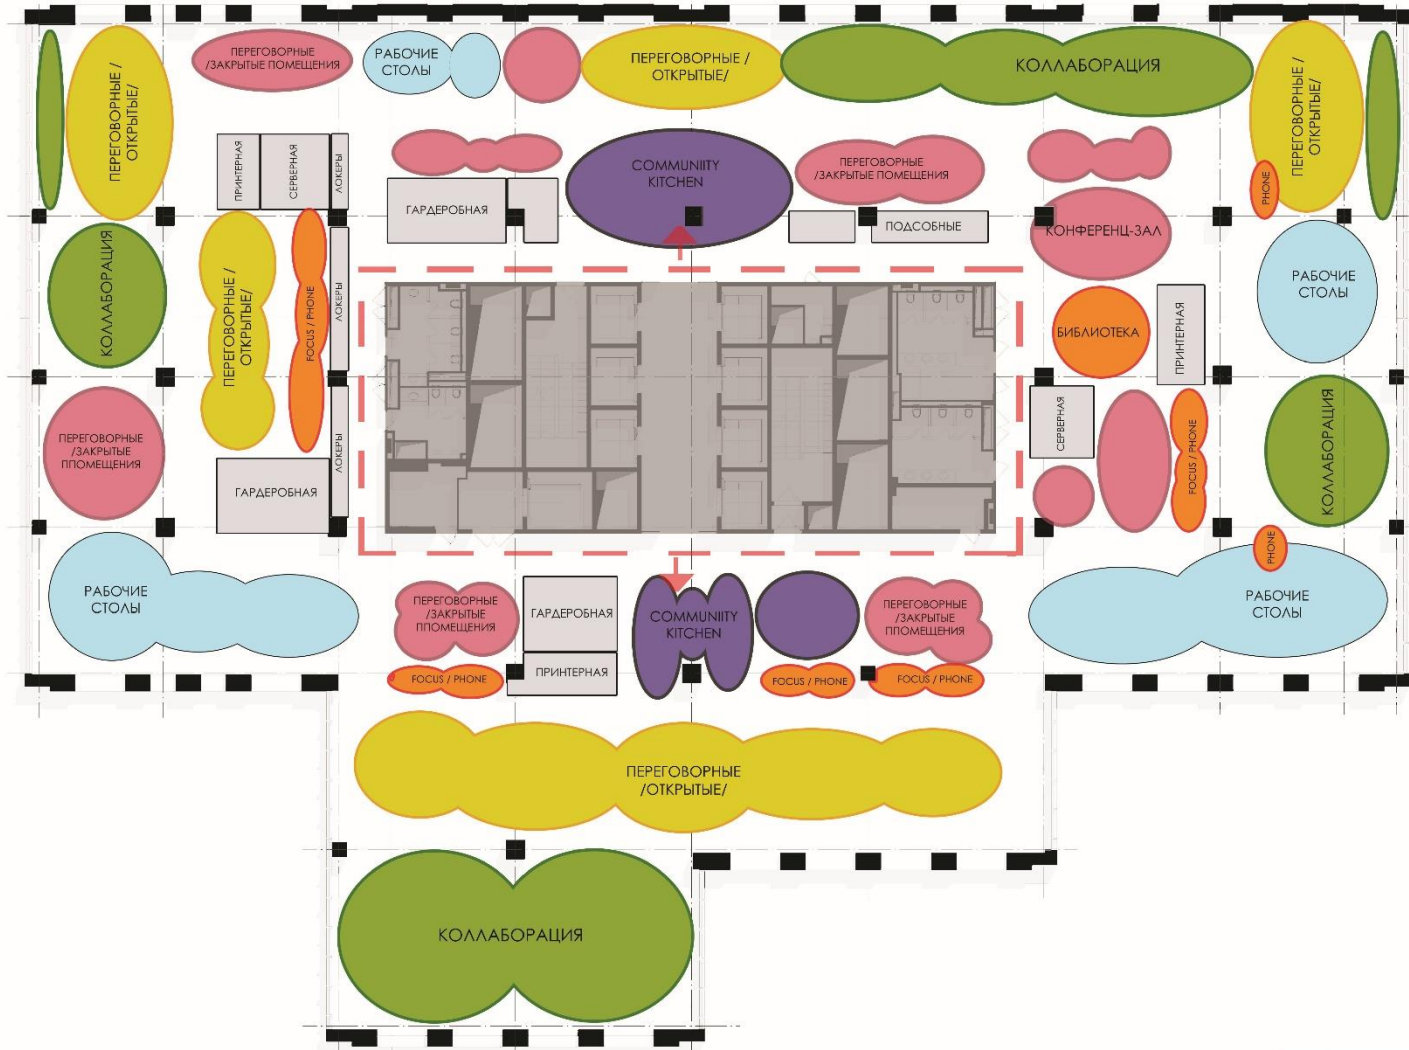 ПЕРЕГОВОРНЫЕ /
ОТКРЫТЫЕ/
ПЕРЕГОВОРНЫЕ
/ЗАКРЫТЫЕ ПОМЕЩЕНИЯ
РАБОЧИЕ
СТОЛЫ
ПЕРЕГОВОРНЫЕ /
ОТКРЫТЫЕ/
КОЛЛАБОРАЦИЯ
ПЕРЕГОВОРНЫЕ /
ОТКРЫТЫЕ/
ПРИНТЕРНАЯ
СЕРВЕРНАЯ
ЛОКЕРЫ
ГАРДЕРОБНАЯ
COMMUNIITY
KITCHEN
ПЕРЕГОВОРНЫЕ
/ЗАКРЫТЫЕ ПОМЕЩЕНИЯ
ПОДСОБНЫЕ
КОНФЕРЕНЦ-ЗАЛ
PHONE
КОЛЛАБОРАЦИЯ
ПЕРЕГОВОРНЫЕ /
ОТКРЫТЫЕ/
FOCUS / PHONE
ЛОКЕРЫ
БИБЛИОТЕКА
ПРИНТЕРНАЯ
РАБОЧИЕ
СТОЛЫ
ПЕРЕГОВОРНЫЕ
/ЗАКРЫТЫЕ
ППОМЕЩЕНИЯ
ГАРДЕРОБНАЯ
ЛОКЕРЫ
СЕРВЕРНАЯ
FOCUS / PHONE
КОЛЛАБОРАЦИЯ
РАБОЧИЕ
СТОЛЫ
ПЕРЕГОВОРНЫЕ
/ЗАКРЫТЫЕ
ППОМЕЩЕНИЯ
ГАРДЕРОБНАЯ
COMMUNIITY
KITCHEN
ПЕРЕГОВОРНЫЕ
/ЗАКРЫТЫЕ
ППОМЕЩЕНИЯ
PHONE
РАБОЧИЕ
СТОЛЫ
FOCUS / PHONE
ПРИНТЕРНАЯ
FOCUS / PHONE
FOCUS / PHONE
ПЕРЕГОВОРНЫЕ
/ОТКРЫТЫЕ/
КОЛЛАБОРАЦИЯ